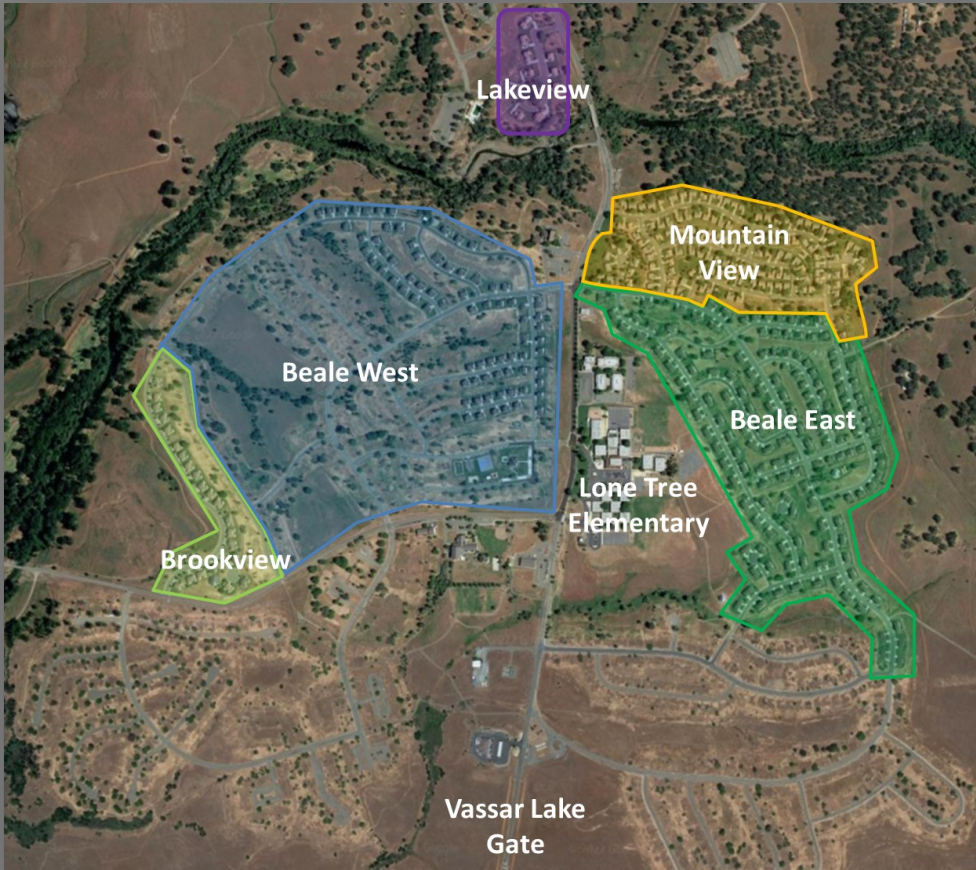 Lakeview
Mountain
View
Beale West
Beale East
Lone Tree
Elementary
Brookview
Vassar Lake
Gate